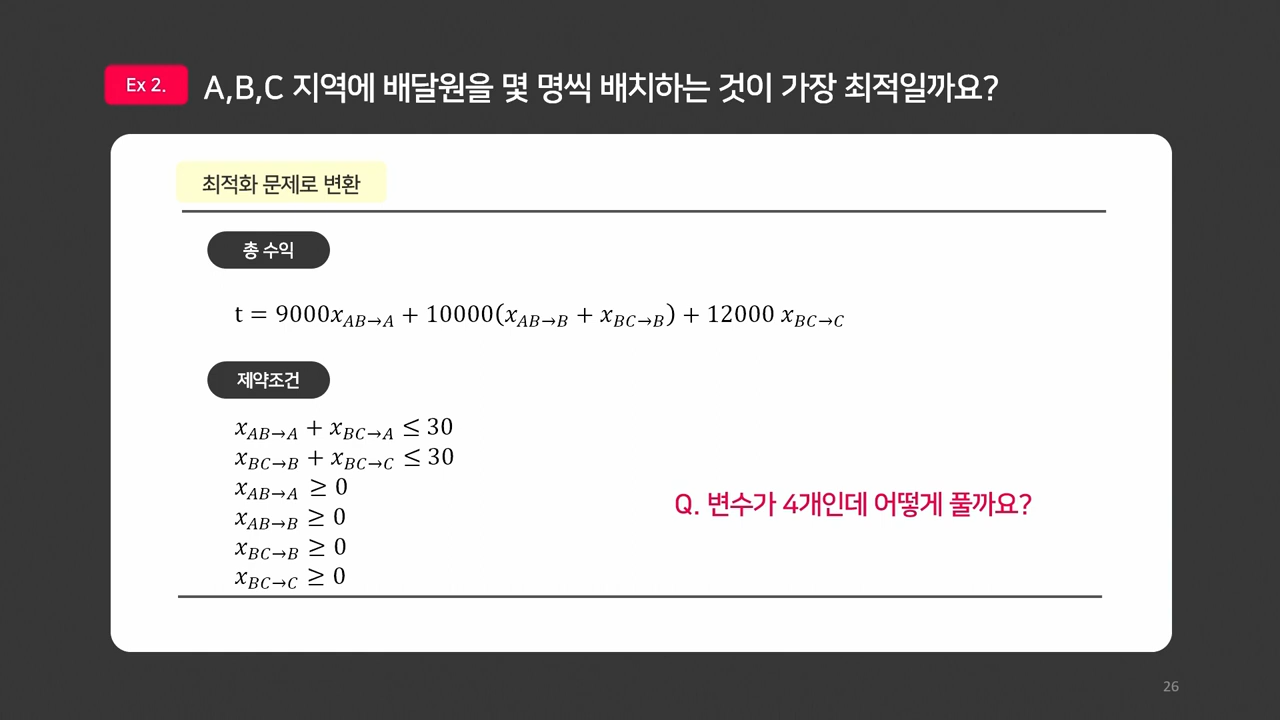 Ex 2.
A,B,C 지역에 배달원을 몇 명씩 배치하는 것이 가장 최적일까요?
최적화 문제로 변환
총 수익
t = 9000x_{AB→A} + 10000(x_{AB→B} + x_{BC→B}) + 12000 x_{BC→C}
제약조건
x_{AB→A} + x_{BC→A} ≤ 30
x_{BC→B} + x_{BC→C} ≤ 30
x_{AB→A} ≥ 0
x_{AB→B} ≥ 0
x_{BC→B} ≥ 0
x_{BC→C} ≥ 0
Q. 변수가 4개인데 어떻게 풀까요?
26